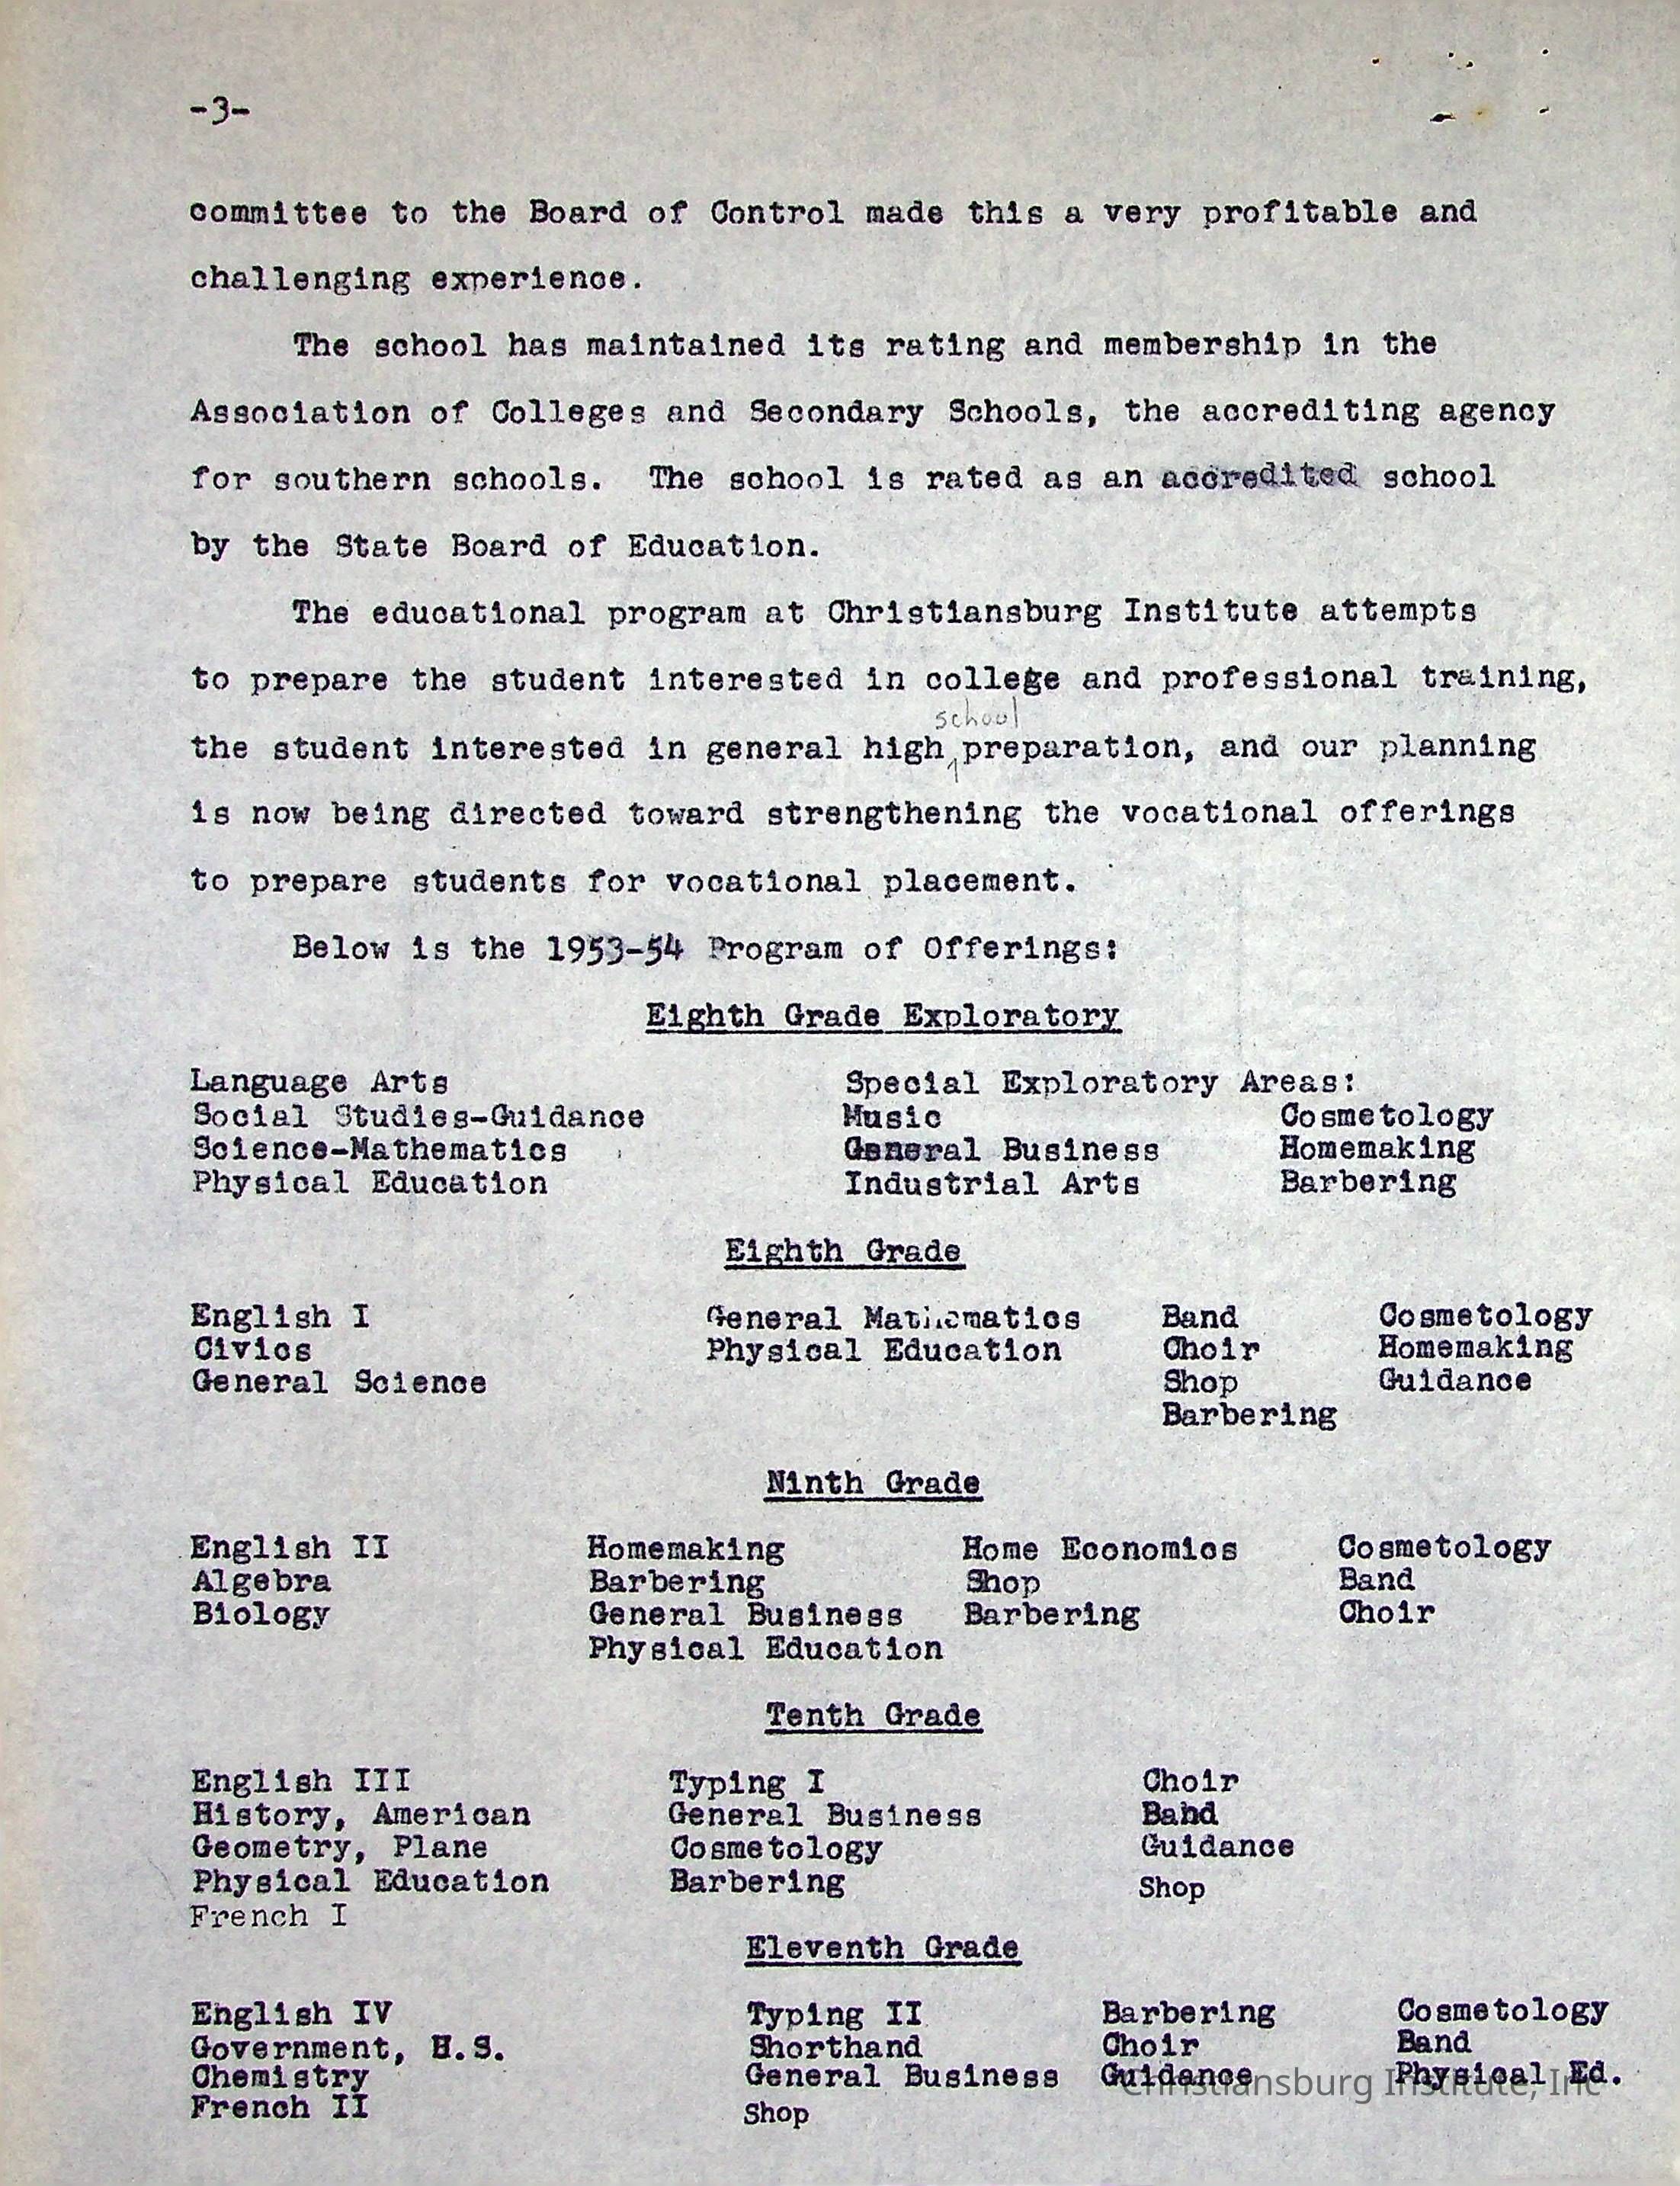 -3-
committee to the Board of Control made this a very profitable and
challenging experience.
The school has maintained its rating and membership in the
Association of Colleges and Secondary Schools, the accrediting agency
for southern schools. The school is rated as an accredited school
by the State Board of Education.
The educational program at Christiansburg Institute attempts
to prepare the student interested in college and professional training,
school
the student interested in general high preparation, and our planning
is now being directed toward strengthening the vocational offerings
to prepare students for vocational placement.
Below is the 1953-54 Program of Offerings:
Eighth Grade Exploratory
Language Arts Special Exploratory Areas:
Social Studies-Guidance Music Cosmetology
Science-Mathematics General Business Homemaking
Physical Education Industrial Arts Barbering
Eighth Grade
English I General Mathematics Band Cosmetology
Civics Physical Education Choir Homemaking
General Science Shop Guidance
Barbering
Ninth Grade
English II Homemaking Home Economics Cosmetology
Algebra Barbering Shop Band
Biology General Business Barbering Choir
Physical Education
Tenth Grade
English III Typing I Choir
History, American General Business Band
Geometry, Plane Cosmetology Guidance
Physical Education Barbering Shop
French I
Eleventh Grade
English IV Typing II Barbering Cosmetology
Government, H.S. Shorthand Choir Band
Chemistry General Business Guidance Physical Ed.
French II Shop
Christiansburg Institute, Inc